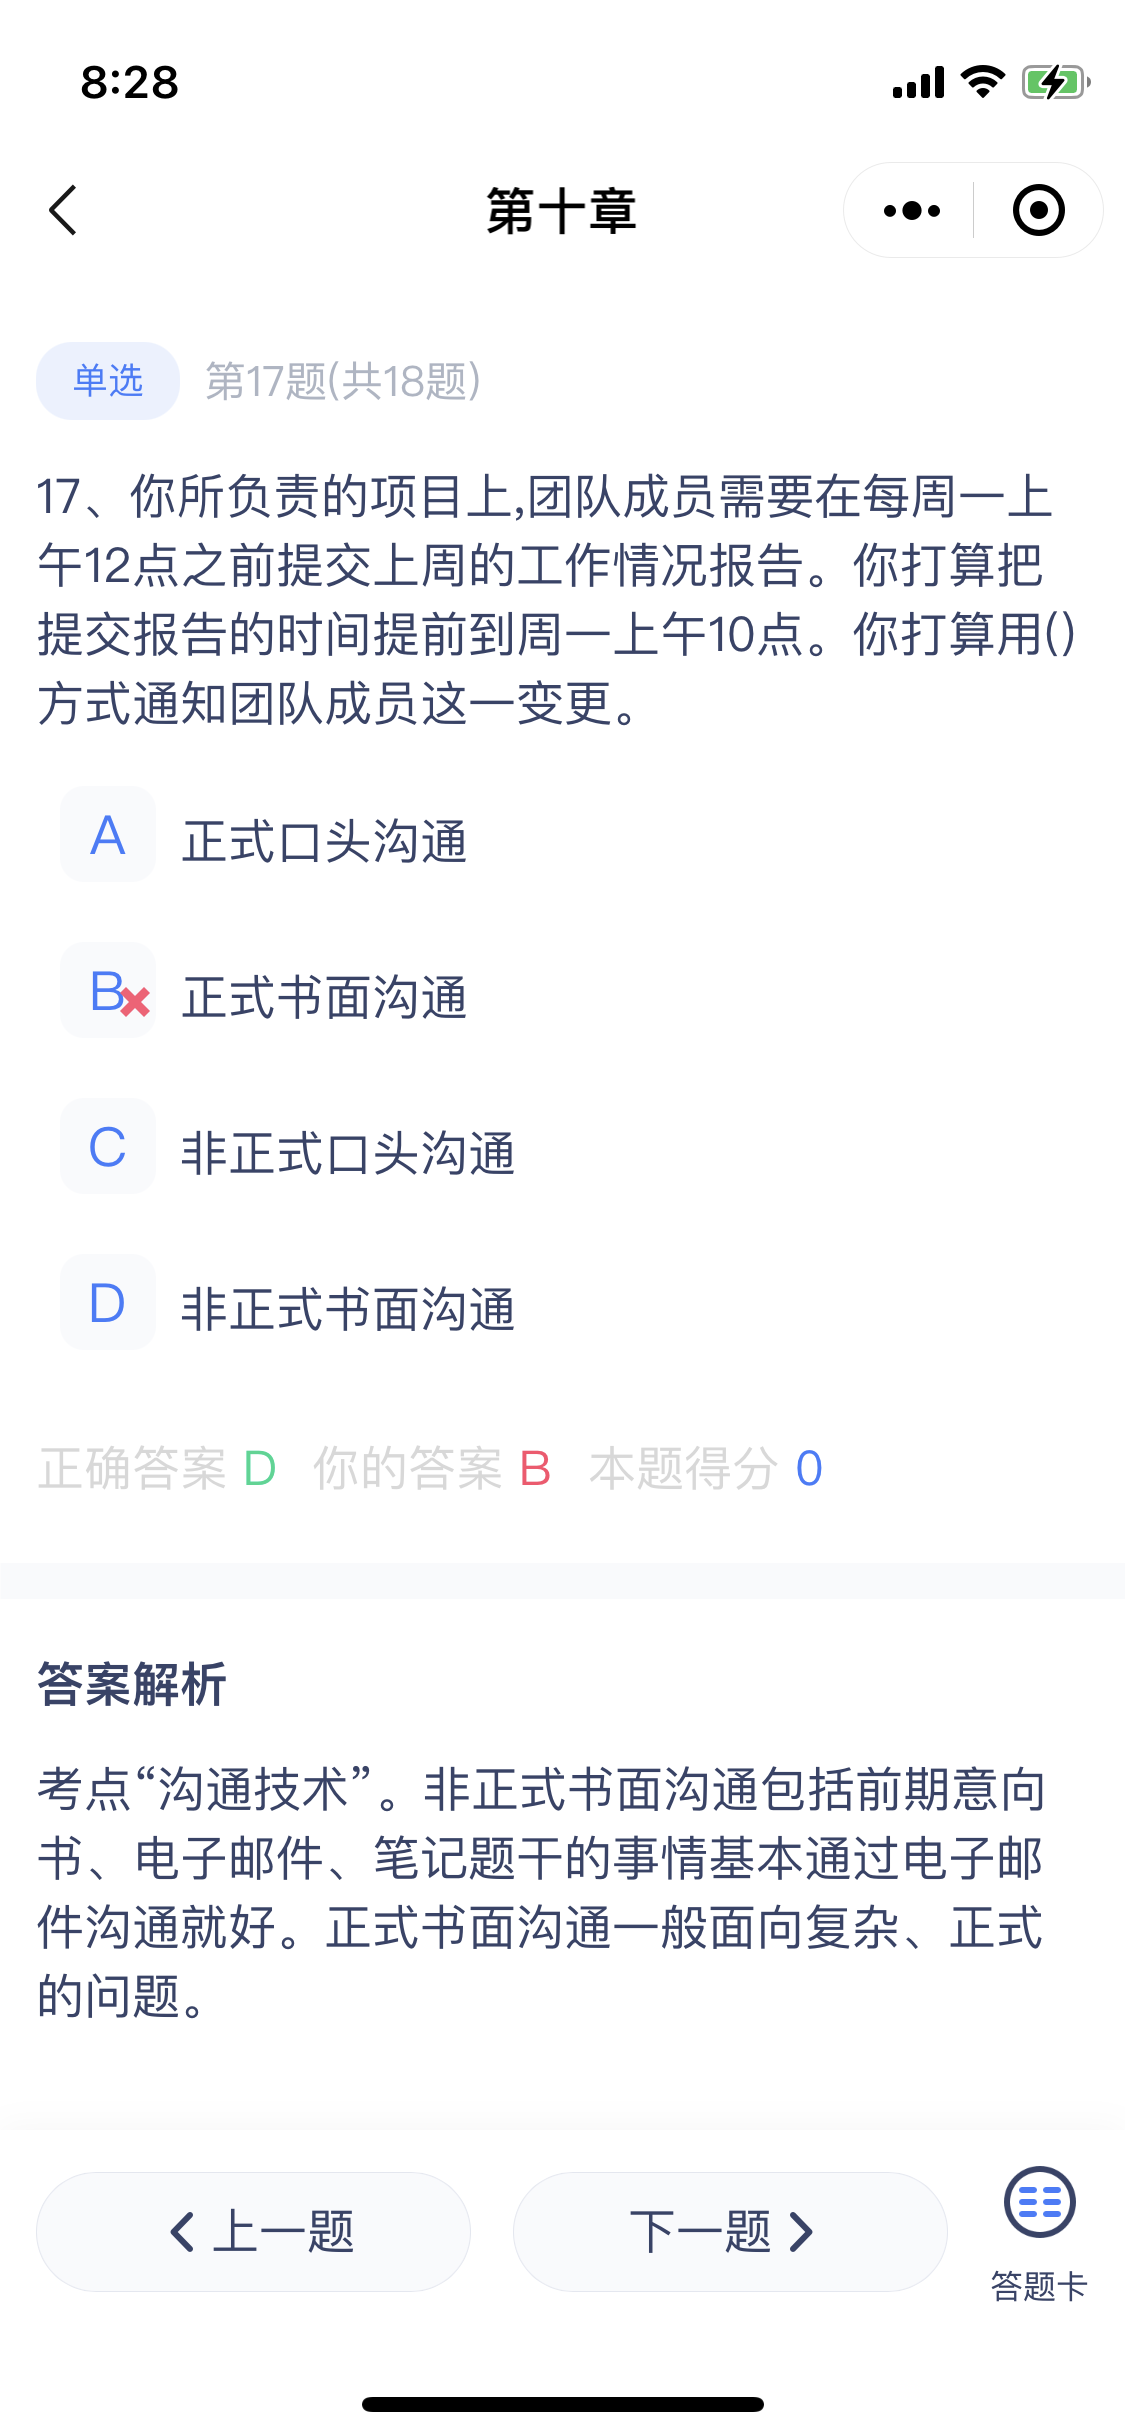 8:28
第十章
单选 第17题(共18题)
17、你所负责的项目上,团队成员需要在每周一上
午12点之前提交上周的工作情况报告。你打算把
提交报告的时间提前到周一上午10点。你打算用()
方式通知团队成员这一变更。
A 正式口头沟通
B 正式书面沟通
C 非正式口头沟通
D 非正式书面沟通
正确答案 D 你的答案 B 本题得分 0
答案解析
考点“沟通技术”。非正式书面沟通包括前期意向
书、电子邮件、笔记题干的事情基本通过电子邮
件沟通就好。正式书面沟通一般面向复杂、正式
的问题。
上一题 下一题
答题卡